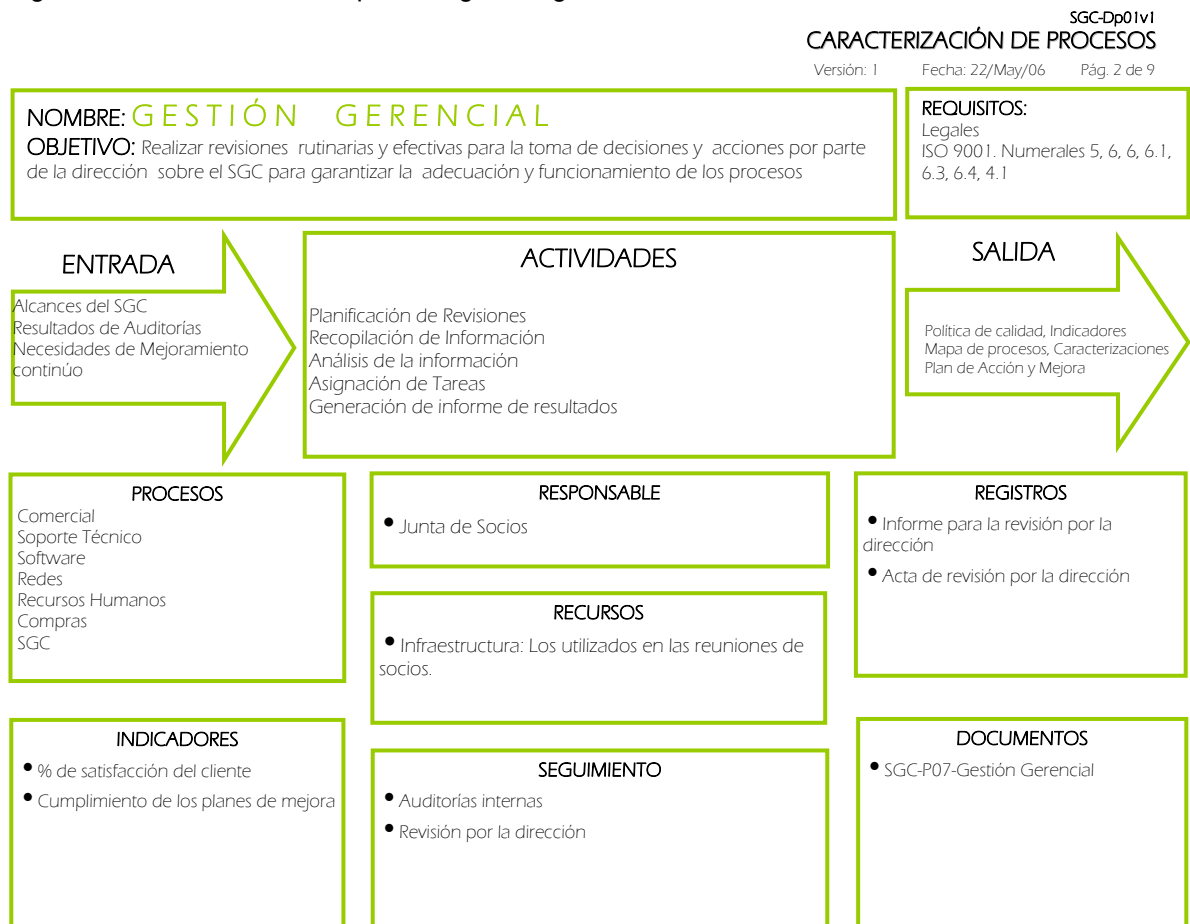 SGC-Dp01v1
CARACTERIZACIÓN DE PROCESOS
Versión: 1 Fecha: 22/May/06 Pág. 2 de 9
NOMBRE: GESTIÓN GERENCIAL
OBJETIVO: Realizar revisiones rutinarias y efectivas para la toma de decisiones y acciones por parte
de la dirección sobre el SGC para garantizar la adecuación y funcionamiento de los procesos
REQUISITOS:
Legales
ISO 9001. Numerales 5, 6, 6, 6.1,
6.3, 6.4, 4.1
ENTRADA
Alcances del SGC
Resultados de Auditorías
Necesidades de Mejoramiento
continúo
ACTIVIDADES
Planificación de Revisiones
Recopilación de Información
Análisis de la información
Asignación de Tareas
Generación de informe de resultados
SALIDA
Política de calidad, Indicadores
Mapa de procesos, Caracterizaciones
Plan de Acción y Mejora
PROCESOS
Comercial
Soporte Técnico
Software
Redes
Recursos Humanos
Compras
SGC
RESPONSABLE
• Junta de Socios
REGISTROS
• Informe para la revisión por la
dirección
• Acta de revisión por la dirección
RECURSOS
• Infraestructura: Los utilizados en las reuniones de
socios.
INDICADORES
• % de satisfacción del cliente
• Cumplimiento de los planes de mejora
SEGUIMIENTO
• Auditorías internas
• Revisión por la dirección
DOCUMENTOS
• SGC-P07-Gestión Gerencial